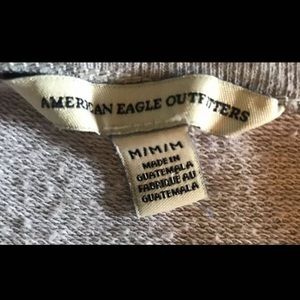 AMERICAN EAGLE OUTFITTERS
M/M/M
MADE IN
GUATEMALA
FABRIQUÉ AU
GUATEMALA